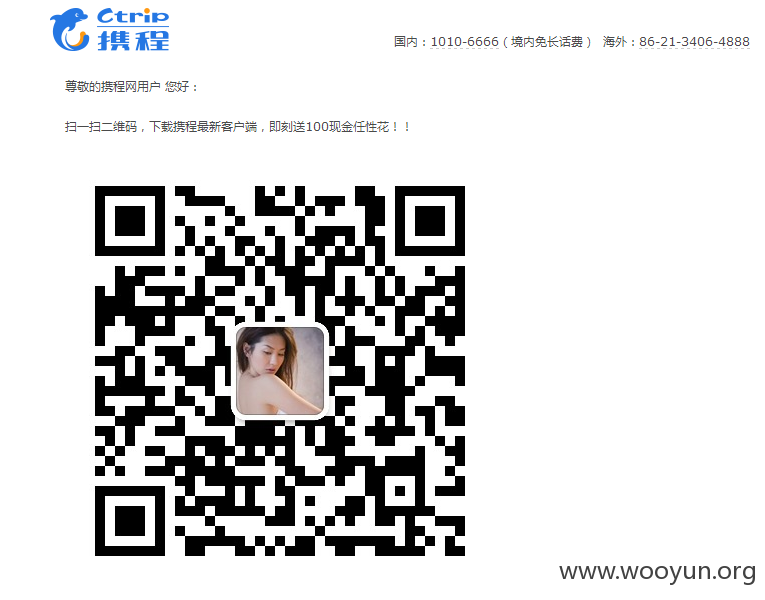 Ctrip
携程
国内：1010-6666（境内免长话费） 海外：86-21-3406-4888
尊敬的携程网用户 您好：
扫一扫二维码，下载携程最新客户端，即刻送100现金任性花！！
www.wooyun.org